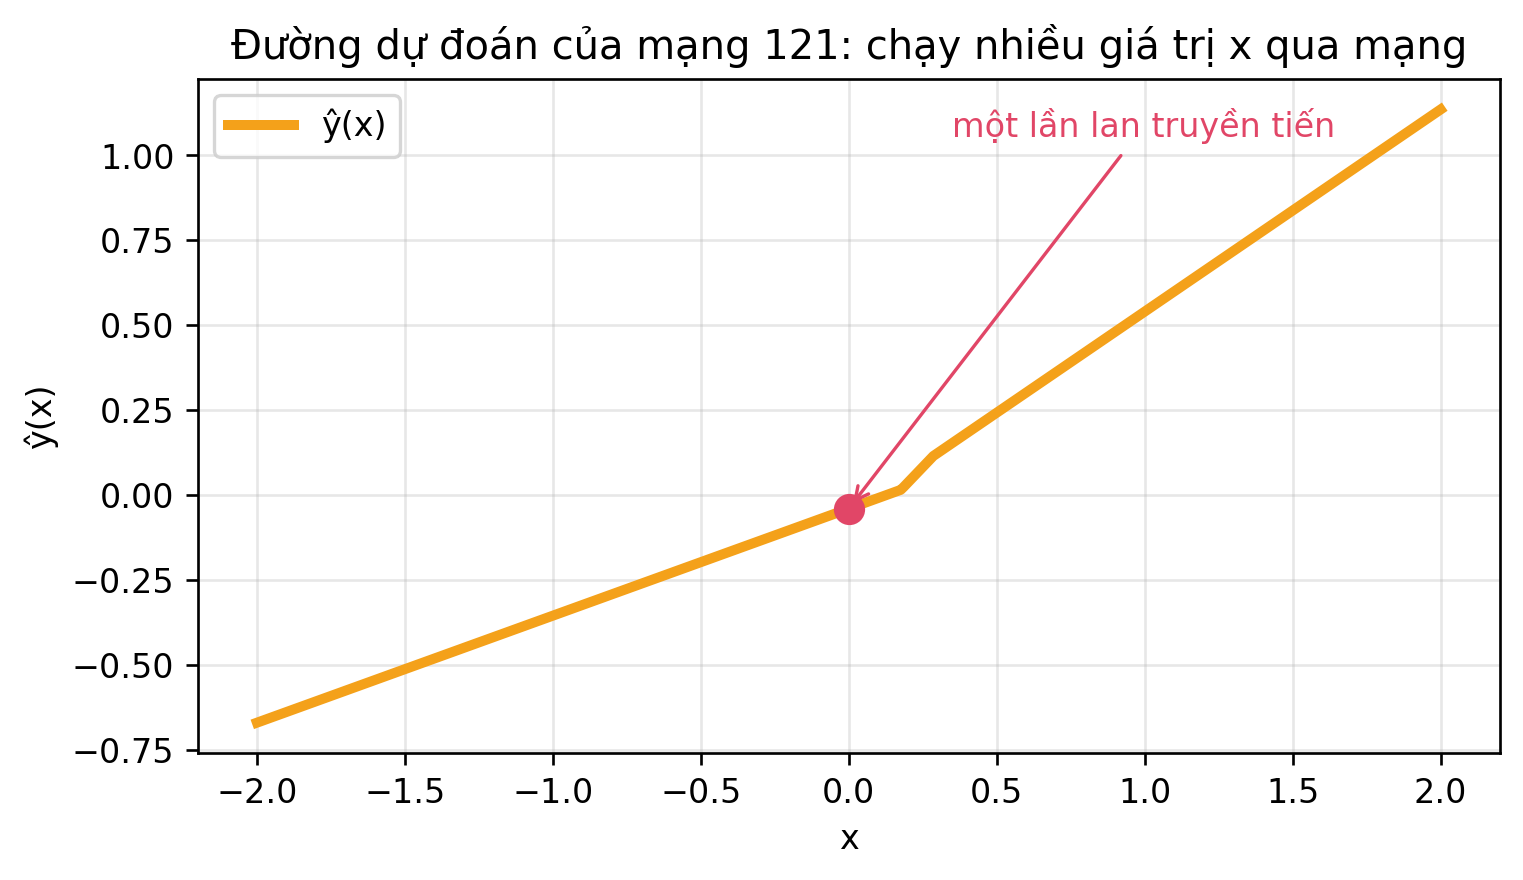 Đường dự đoán của mạng 121: chạy nhiều giá trị x qua mạng
ŷ(x)
một lần lan truyền tiến
1.00
0.75
0.50
0.25
0.00
−0.25
−0.50
−0.75
ŷ(x)
−2.0 −1.5 −1.0 −0.5 0.0 0.5 1.0 1.5 2.0
x